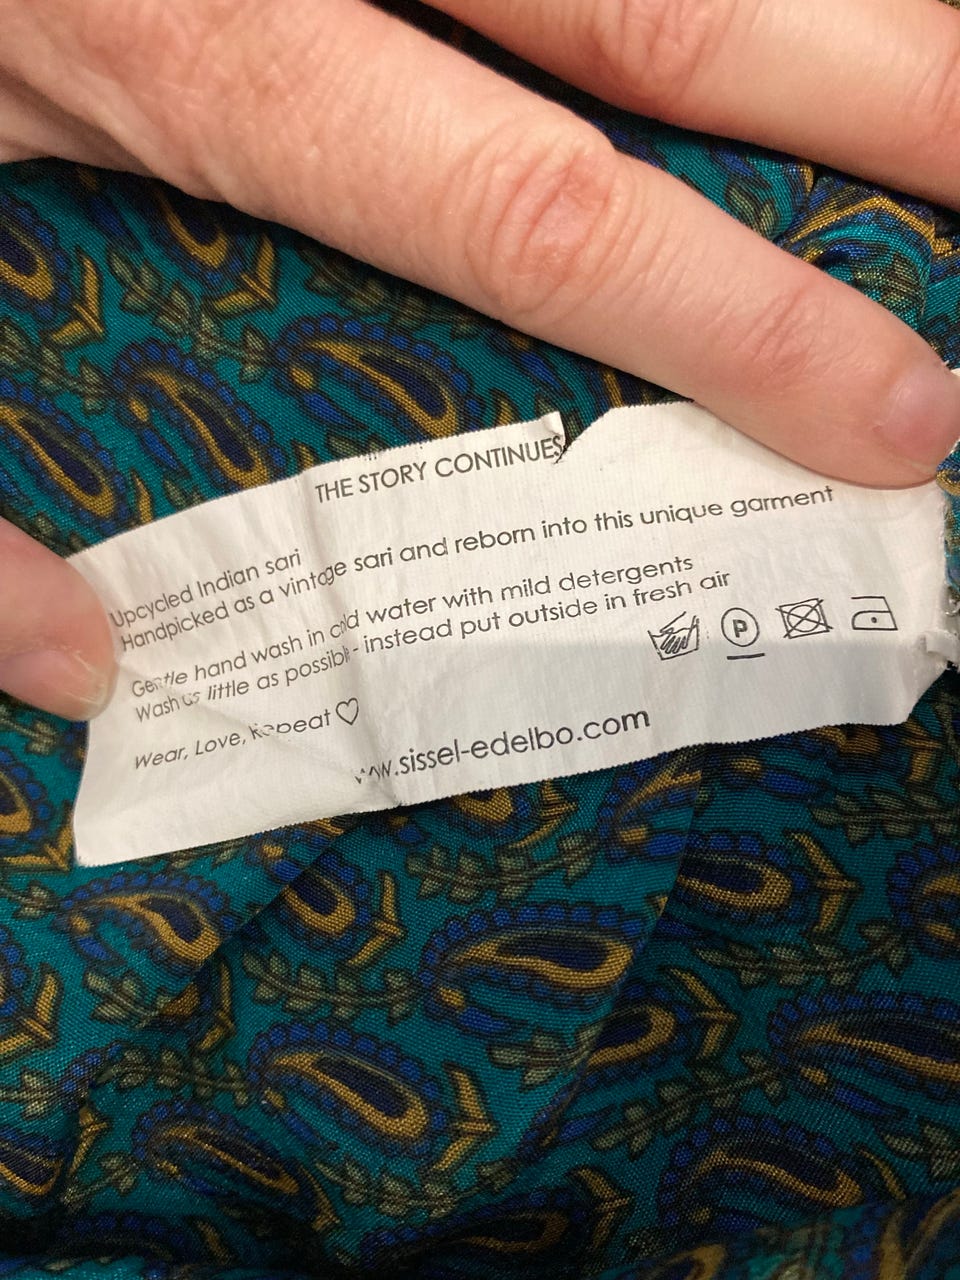 THE STORY CONTINUES
Upcycled Indian sari
Handpicked as a vintage sari and reborn into this unique garment
Gentle hand wash in cold water with mild detergents
Wash as little as possible - instead put outside in fresh air
Wear, Love, Repeat ♡
www.sissel-edelbo.com
P